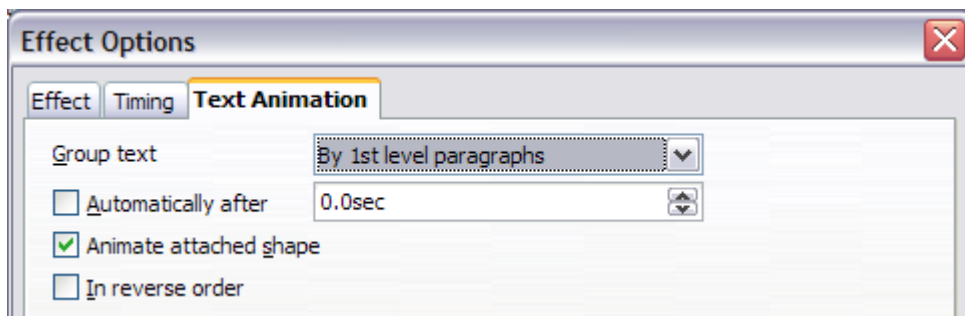 Effect Options
Effect Timing Text Animation
Group text By 1st level paragraphs
Automatically after 0.0sec
Animate attached shape
In reverse order